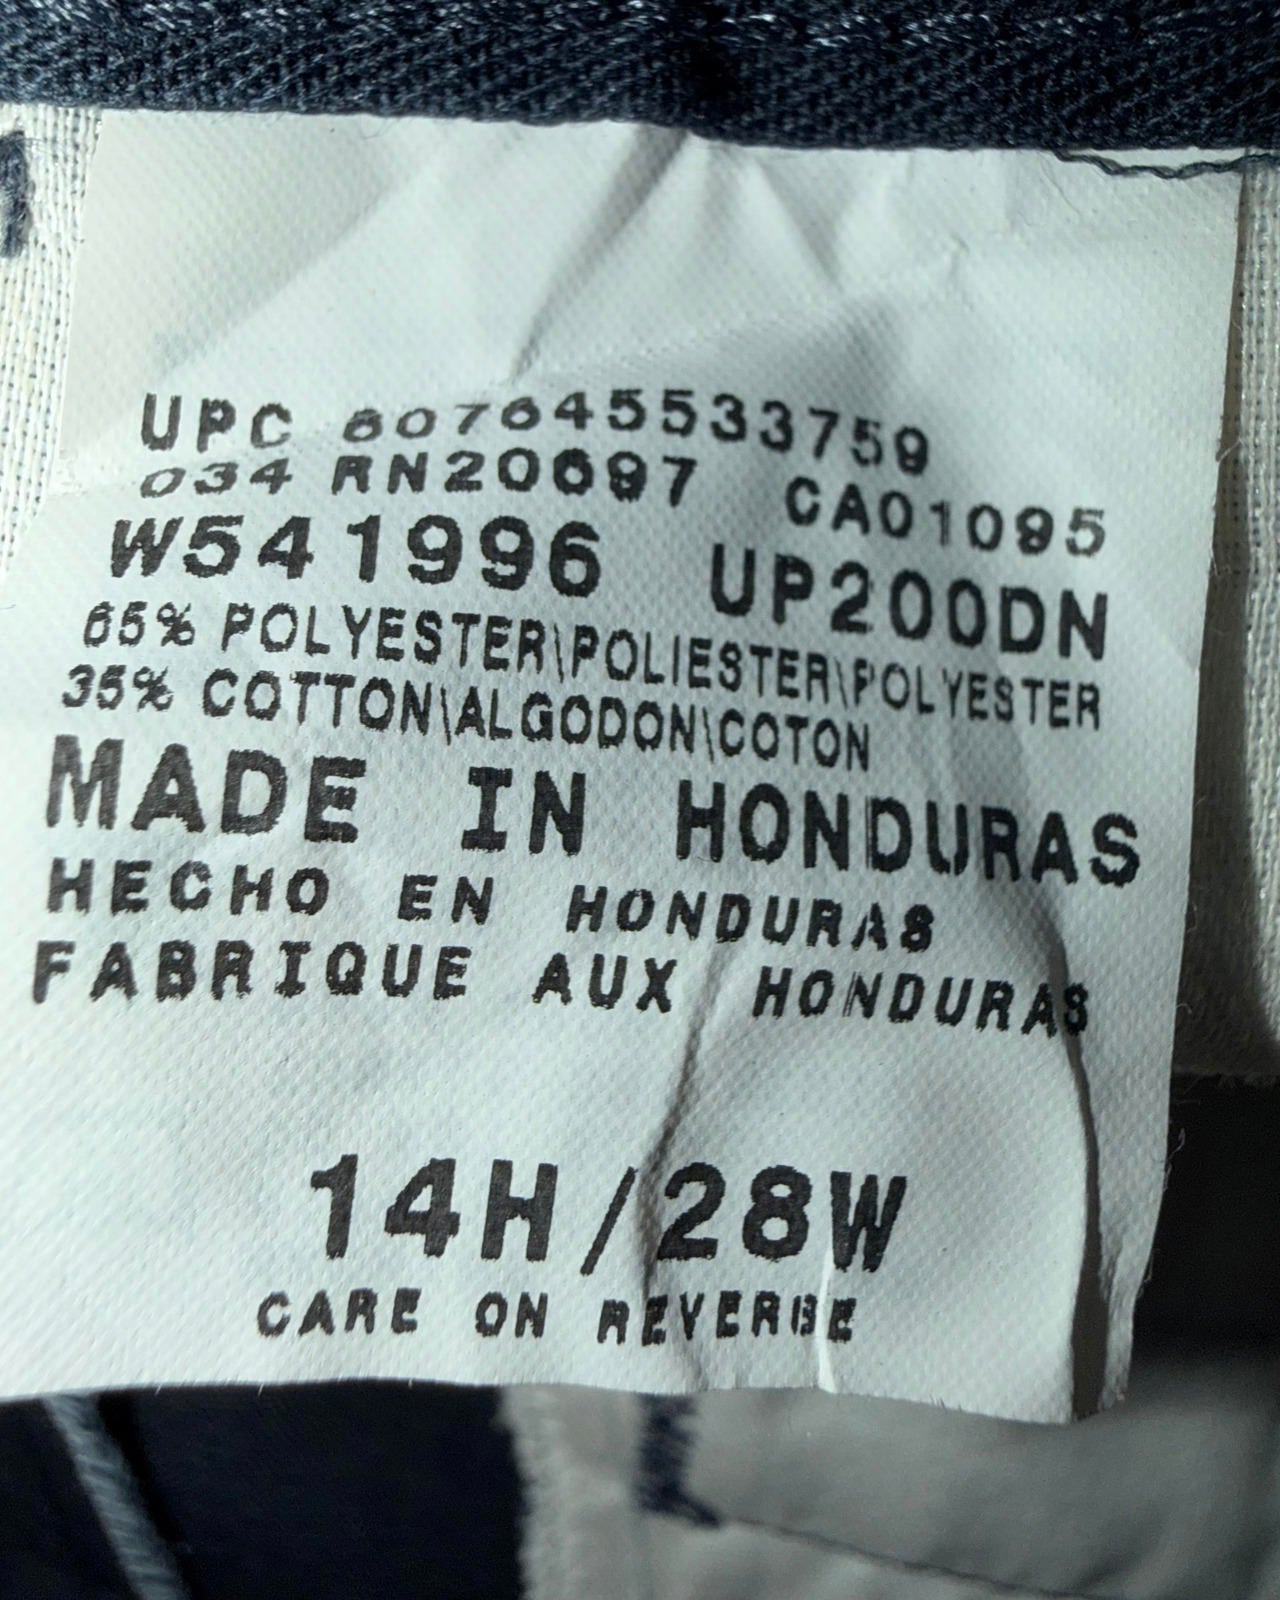 UPC 607645533759
034 RN20697 CA01095
W541996 UP200DN
65% POLYESTER\POLIESTER\POLYESTER
35% COTTON\ALGODON\COTON
MADE IN HONDURAS
HECHO EN HONDURAS
FABRIQUE AUX HONDURAS
14H/28W
CARE ON REVERSE